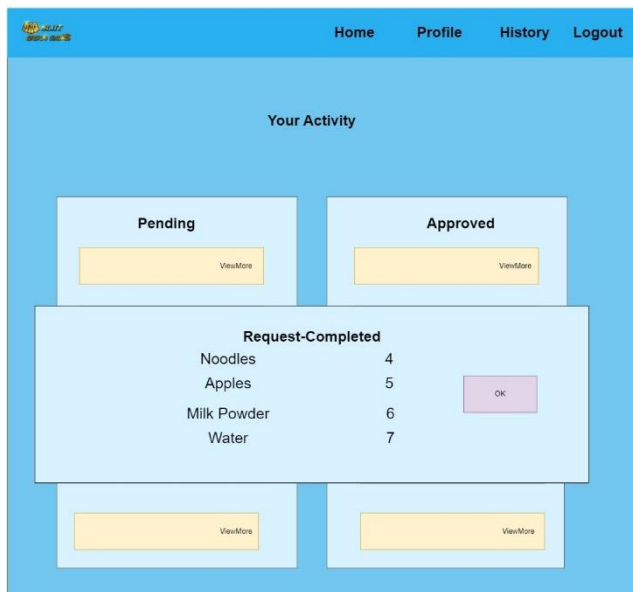 Home Profile History Logout
Your Activity
Pending Approved
ViewMore ViewMore
Request-Completed
Noodles 4
Apples 5
OK
Milk Powder 6
Water 7
ViewMore ViewMore